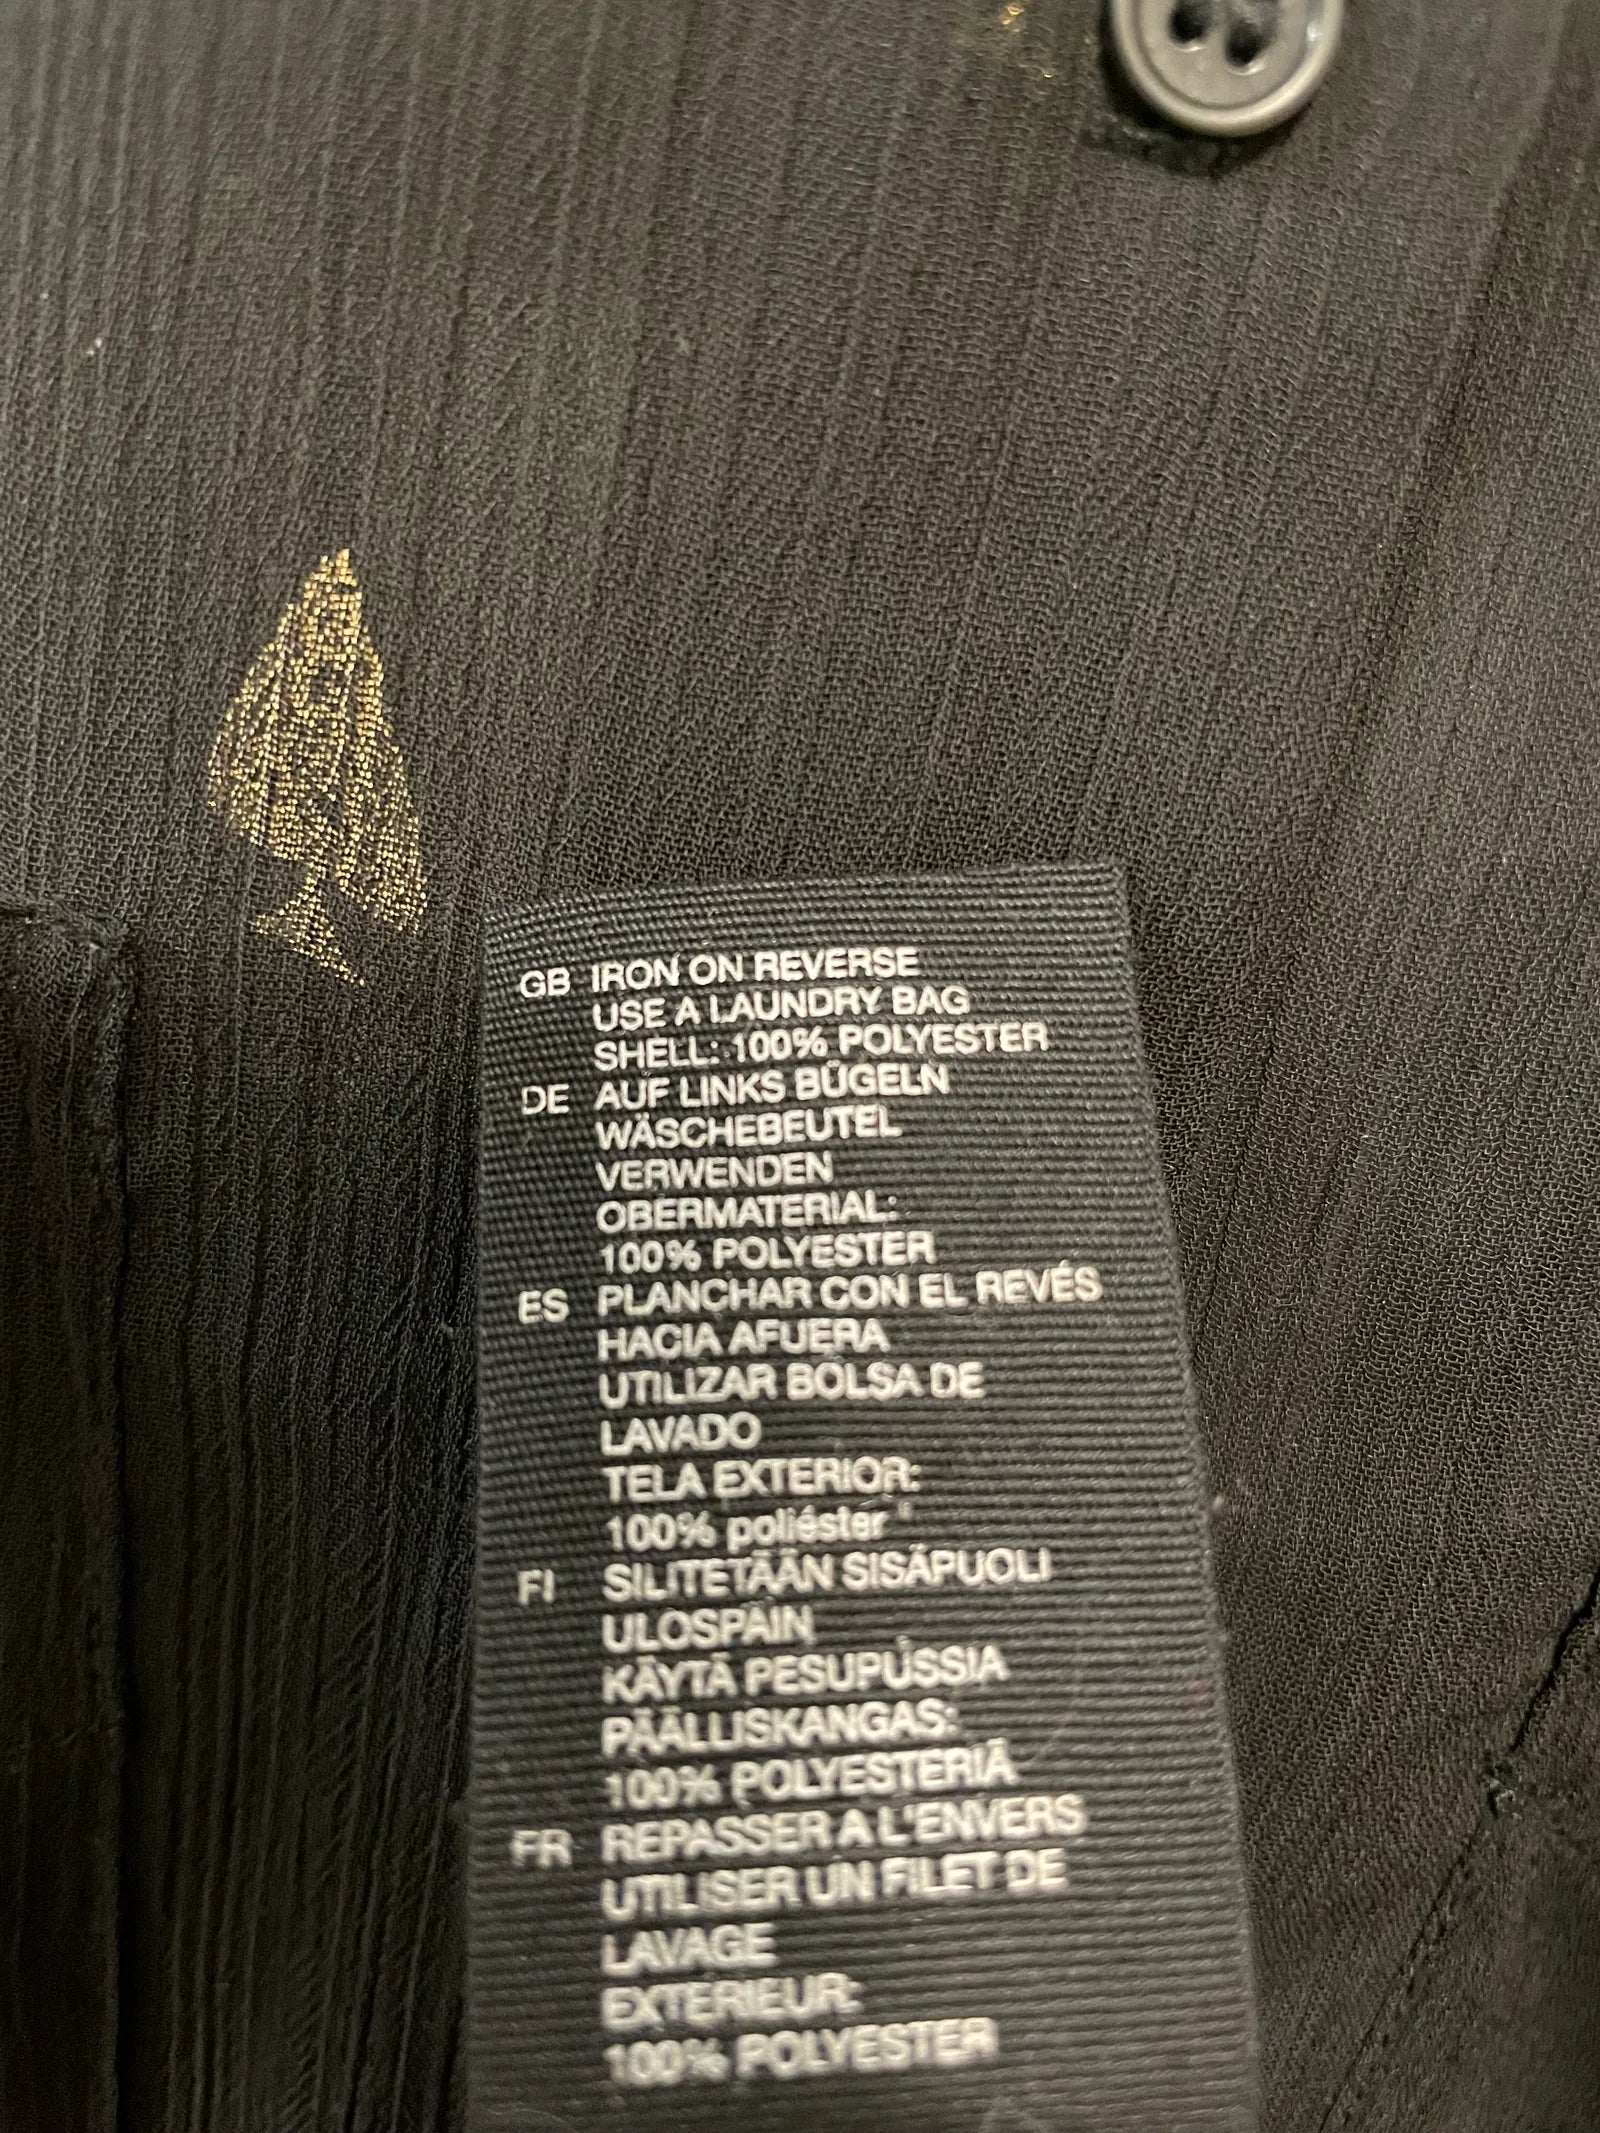 GB IRON ON REVERSE
USE A LAUNDRY BAG
SHELL: 100% POLYESTER
DE AUF LINKS BÜGELN
WÄSCHEBEUTEL
VERWENDEN
OBERMATERIAL:
100% POLYESTER
ES PLANCHAR CON EL REVÉS
HACIA AFUERA
UTILIZAR BOLSA DE
LAVADO
TELA EXTERIOR:
100% poliéster
FI SILITETÄÄN SISÄPUOLI
ULOSPÄIN
KÄYTÄ PESUPUSSIA
PÄÄLLISKANGAS:
100% POLYESTERIÄ
FR REPASSER A L'ENVERS
UTILISER UN FILET DE
LAVAGE
EXTERIEUR:
100% POLYESTER